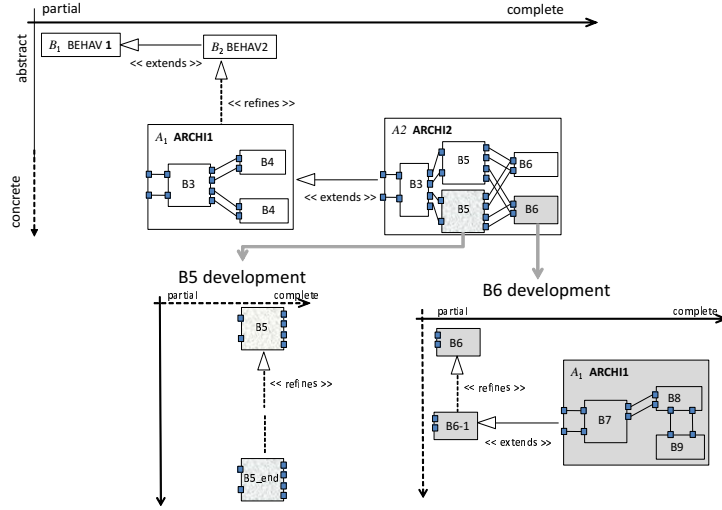 partial
complete
abstract
concrete
B₁ BEHAV 1
B₂ BEHAV2
<< extends >>
<< refines >>
A₁ ARCHI1
B3
B4
B4
<< extends >>
A2 ARCHI2
B3
B5
B5
B6
B6
B5 development
partial
complete
B5
<< refines >>
B5_end
B6 development
partial
complete
B6
<< refines >>
B6-1
<< extends >>
A₁ ARCHI1
B7
B8
B9